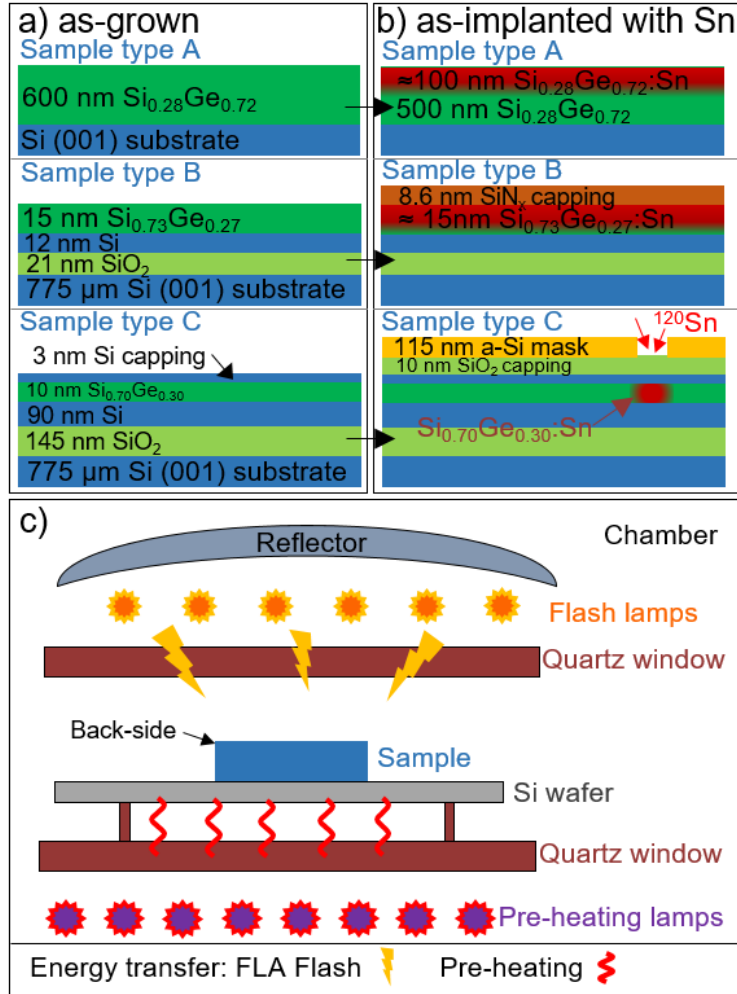 a) as-grown
Sample type A
600 nm Si0.28Ge0.72
Si (001) substrate
Sample type B
15 nm Si0.73Ge0.27
12 nm Si
21 nm SiO2
775 µm Si (001) substrate
Sample type C
3 nm Si capping
10 nm Si0.70Ge0.30
90 nm Si
145 nm SiO2
775 µm Si (001) substrate
b) as-implanted with Sn
Sample type A
≈100 nm Si0.28Ge0.72:Sn
500 nm Si0.28Ge0.72
Sample type B
8.6 nm SiNx capping
≈ 15nm Si0.73Ge0.27:Sn
Sample type C
120Sn
115 nm a-Si mask
10 nm SiO2 capping
Si0.70Ge0.30:Sn
c)
Reflector
Chamber
Flash lamps
Quartz window
Back-side
Sample
Si wafer
Quartz window
Pre-heating lamps
Energy transfer: FLA Flash
Pre-heating